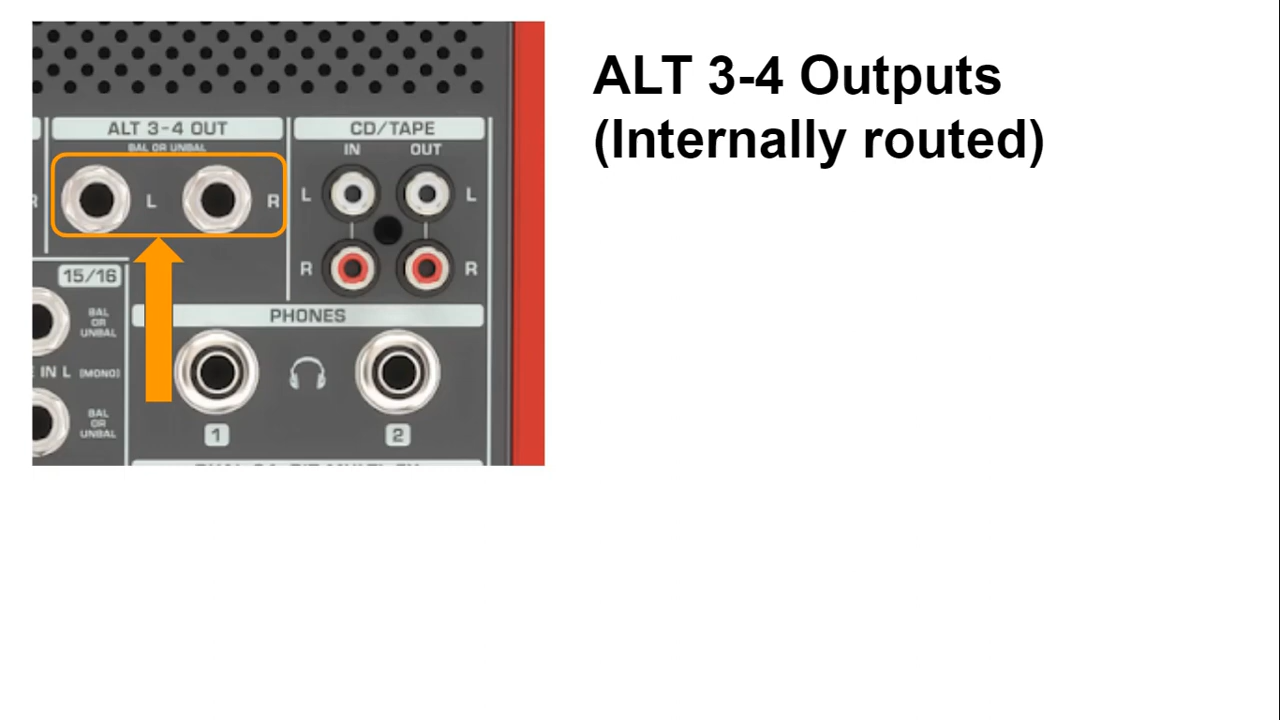 ALT 3-4 Outputs
(Internally routed)
ALT 3-4 OUT
BAL OR UNBAL
L
R
R
CD/TAPE
IN
OUT
L
L
R
R
15/16
BAL
OR
UNBAL
IN L (MONO)
BAL
OR
UNBAL
PHONES
1
2